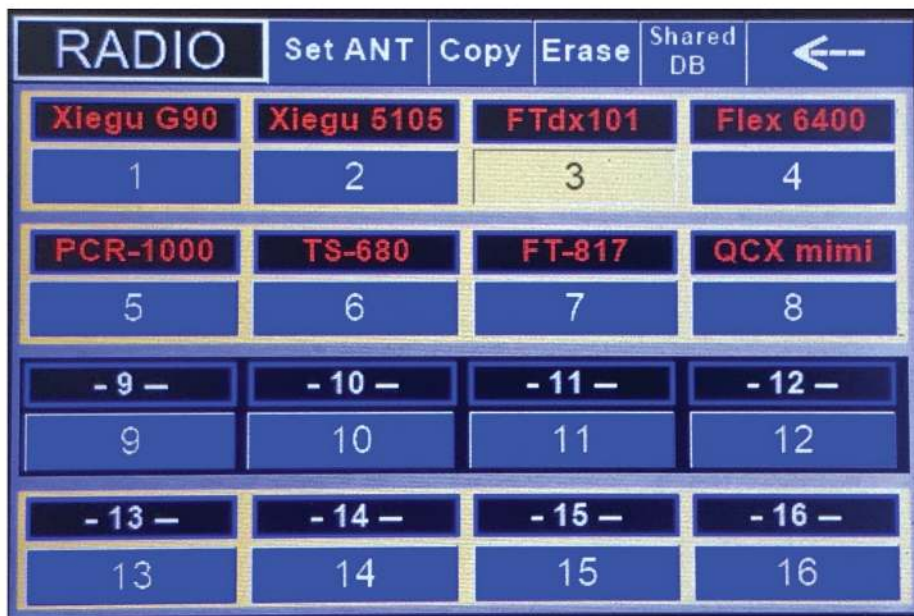 RADIO Set ANT Copy Erase Shared DB <--
Xiegu G90 Xiegu 5105 FTdx101 Flex 6400
1 2 3 4
PCR-1000 TS-680 FT-817 QCX mimi
5 6 7 8
- 9 — - 10 — - 11 — - 12 —
9 10 11 12
- 13 — - 14 — - 15 — - 16 —
13 14 15 16